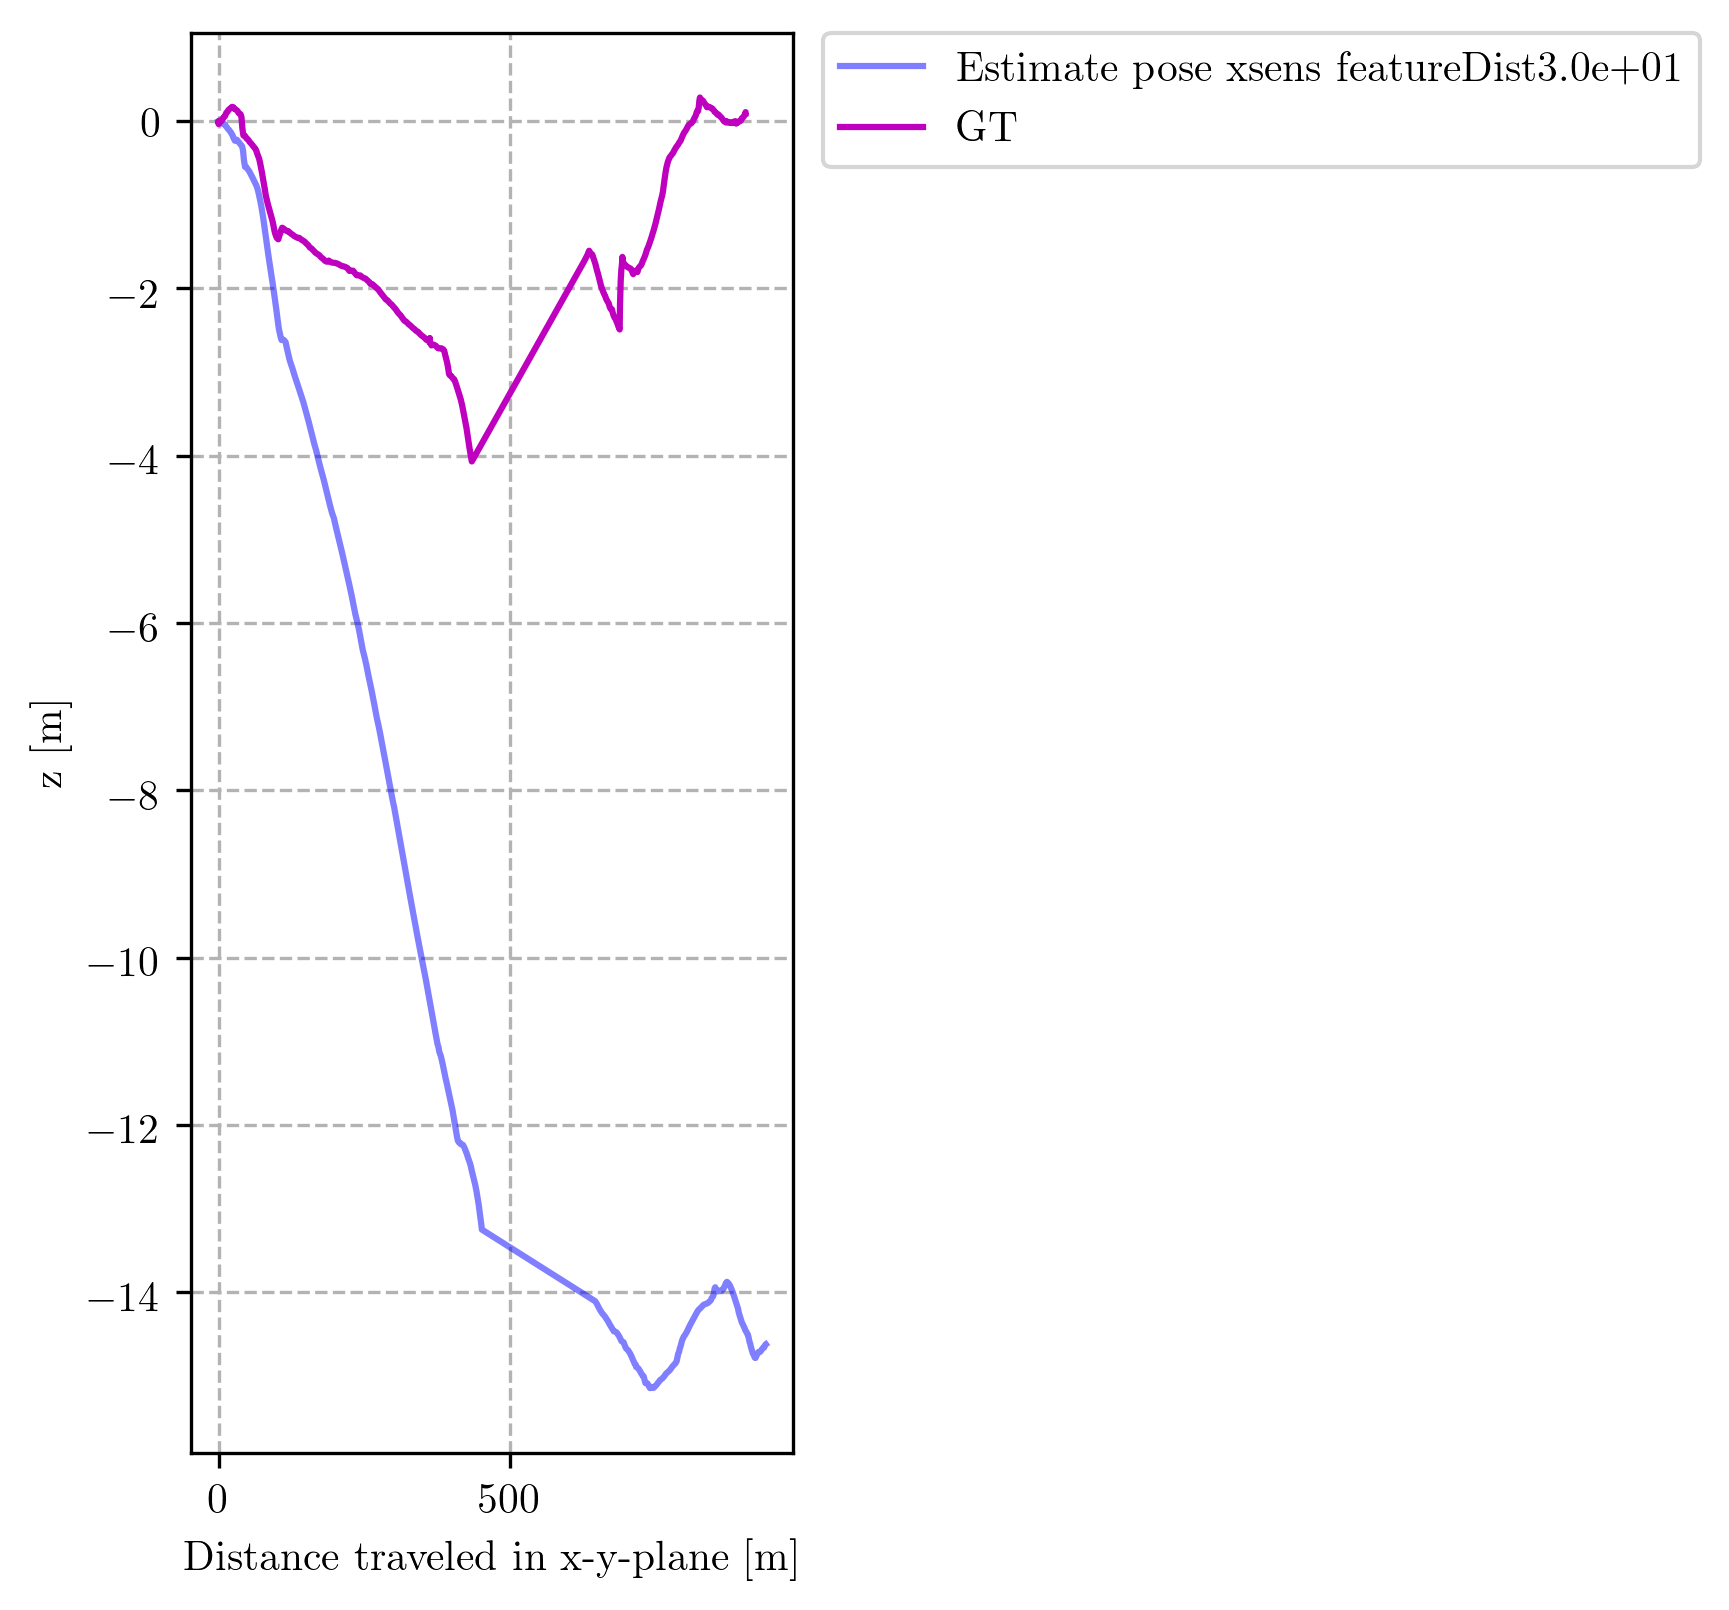 Estimate pose xsens featureDist3.0e+01
GT
0
−2
−4
−6
−8
−10
−12
−14
z [m]
0 500
Distance traveled in x-y-plane [m]